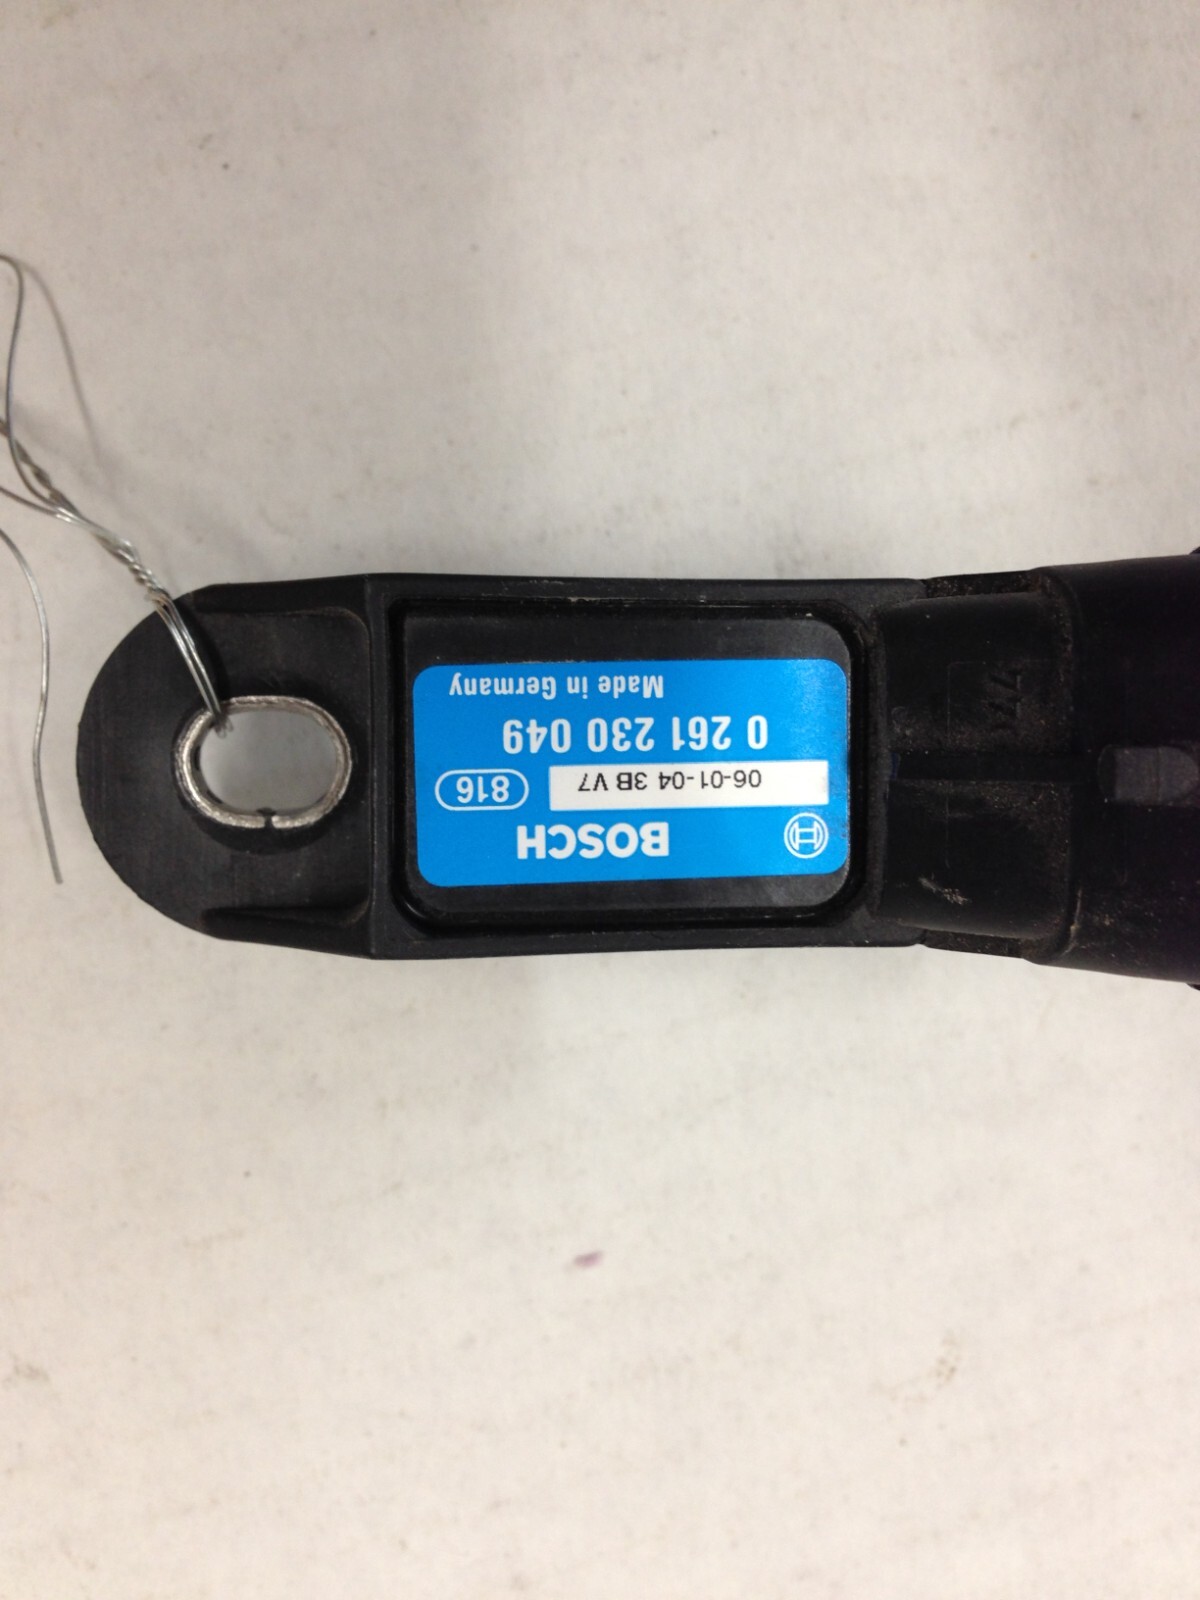 BOSCH
06-01-04 3B V7 816
0 261 230 049
Made in Germany